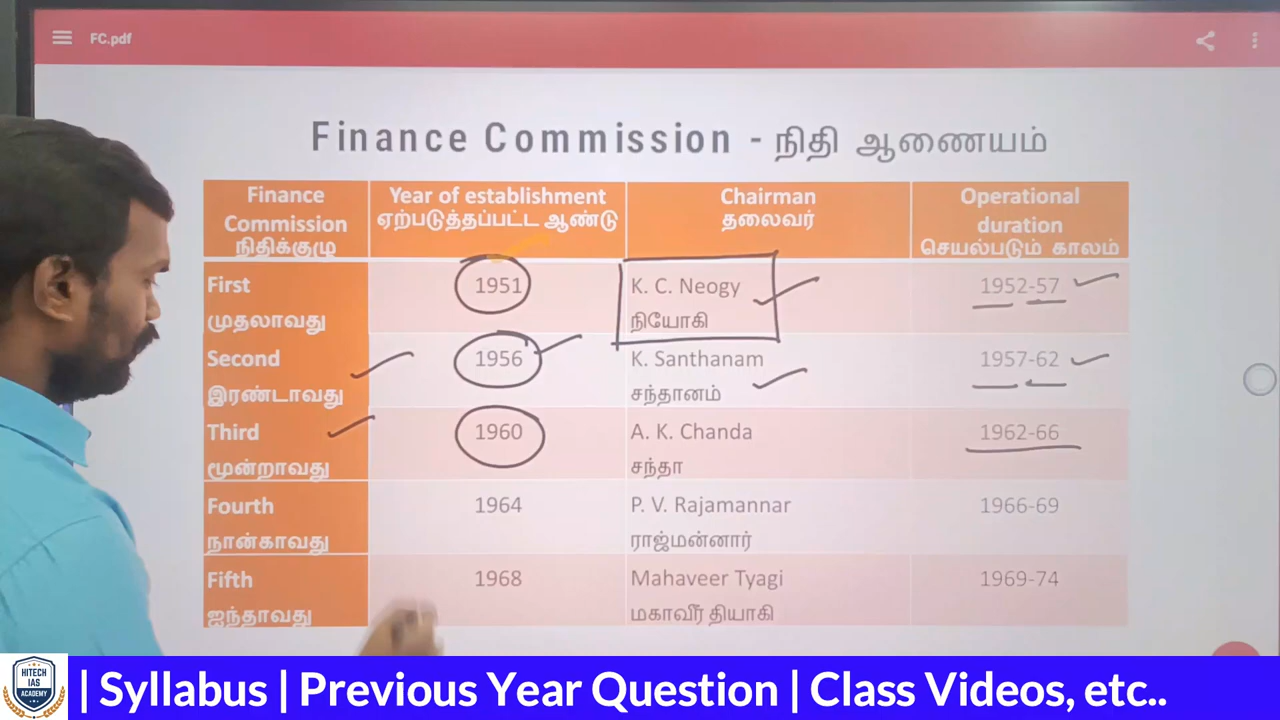 FC.pdf
Finance Commission - நிதி ஆணையம்
Finance Commission நிதிக்குழு
Year of establishment ஏற்படுத்தப்பட்ட ஆண்டு
Chairman தலைவர்
Operational duration செயல்படும் காலம்
First முதலாவது
1951
K. C. Neogy நியோகி
1952-57
Second இரண்டாவது
1956
K. Santhanam சந்தானம்
1957-62
Third மூன்றாவது
1960
A. K. Chanda சந்தா
1962-66
Fourth நான்காவது
1964
P. V. Rajamannar ராஜ்மன்னார்
1966-69
Fifth ஐந்தாவது
1968
Mahaveer Tyagi மகாவீர் தியாகி
1969-74
HITECH
IAS
ACADEMY
| Syllabus | Previous Year Question | Class Videos, etc..